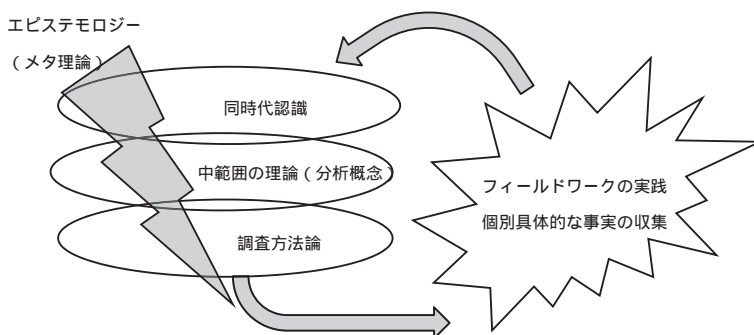 エピステモロジー
（メタ理論）
同時代認識
中範囲の理論（分析概念）
調査方法論
フィールドワークの実践
個別具体的な事実の収集